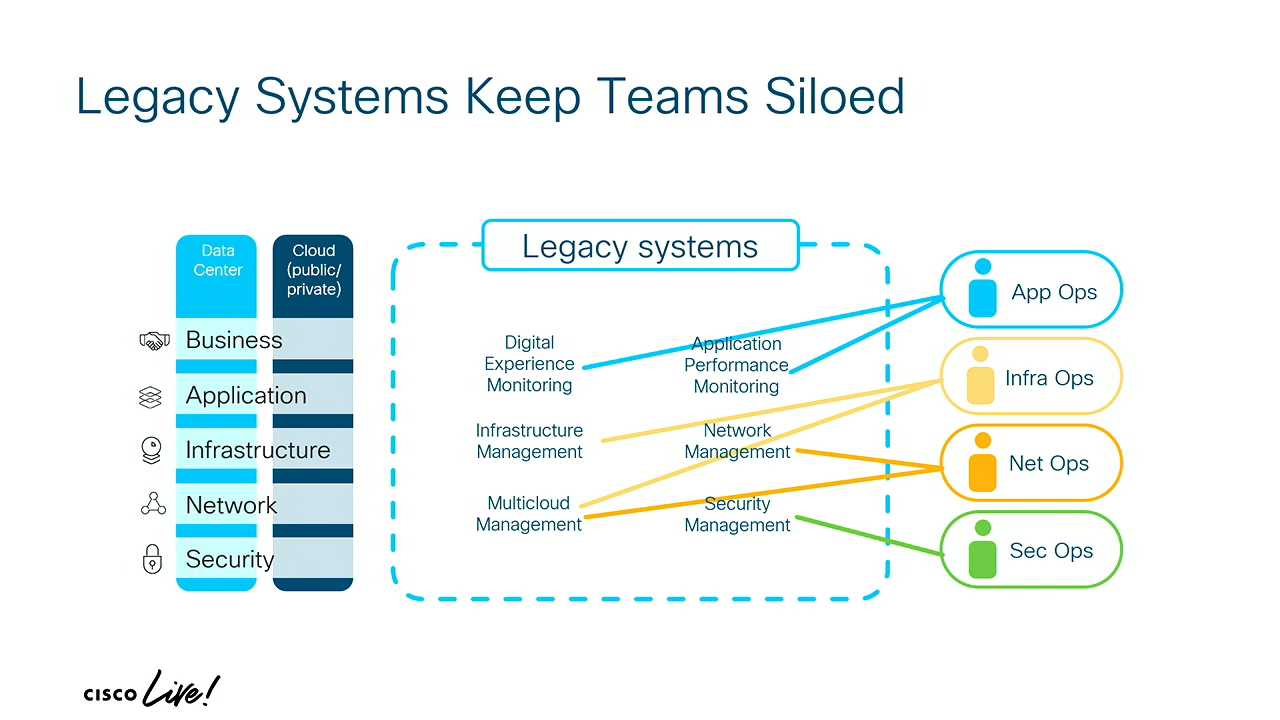 Legacy Systems Keep Teams Siloed
Data
Center
Cloud
(public/
private)
Business
Application
Infrastructure
Network
Security
Legacy systems
Digital
Experience
Monitoring
Application
Performance
Monitoring
Infrastructure
Management
Network
Management
Multicloud
Management
Security
Management
App Ops
Infra Ops
Net Ops
Sec Ops
CISCO Live!